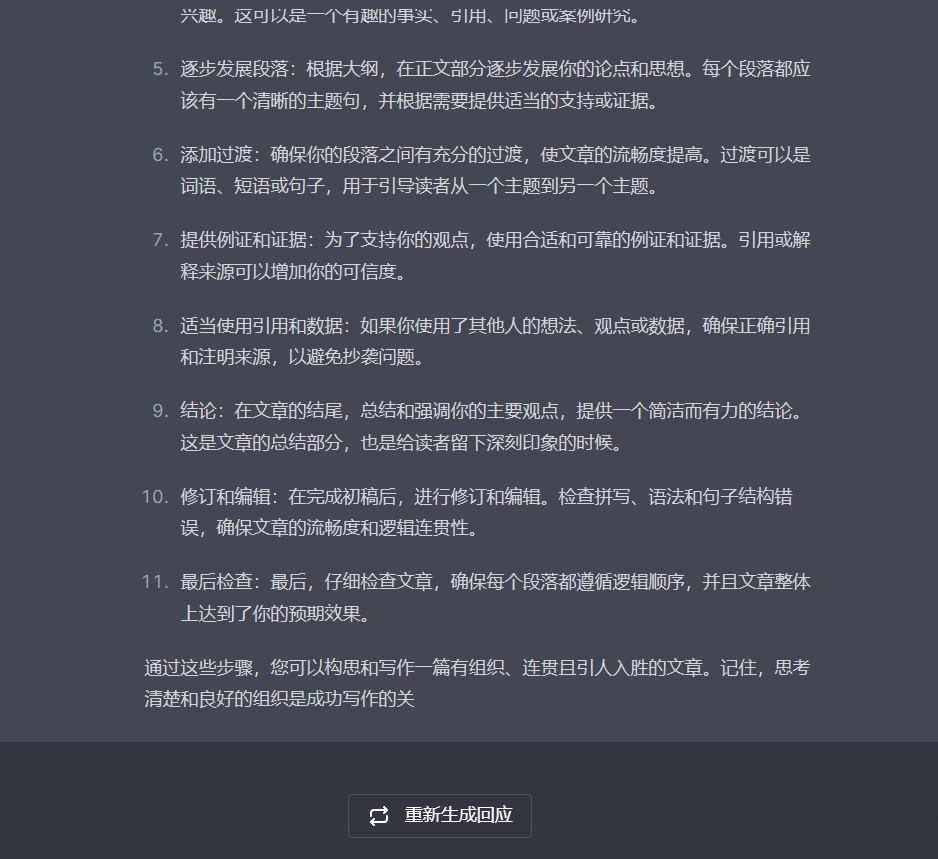 兴趣。这可以是一个有趣的事实、引用、问题或案例研究。
5. 逐步发展段落：根据大纲，在正文部分逐步发展你的论点和思想。每个段落都应
该有一个清晰的主题句，并根据需要提供适当的支持或证据。
6. 添加过渡：确保你的段落之间有充分的过渡，使文章的流畅度提高。过渡可以是
词语、短语或句子，用于引导读者从一个主题到另一个主题。
7. 提供例证和证据：为了支持你的观点，使用合适和可靠的例证和证据。引用或解
释来源可以增加你的可信度。
8. 适当使用引用和数据：如果你使用了其他人的想法、观点或数据，确保正确引用
和注明来源，以避免抄袭问题。
9. 结论：在文章的结尾，总结和强调你的主要观点，提供一个简洁而有力的结论。
这是文章的总结部分，也是给读者留下深刻印象的时候。
10. 修订和编辑：在完成初稿后，进行修订和编辑。检查拼写、语法和句子结构错
误，确保文章的流畅度和逻辑连贯性。
11. 最后检查：最后，仔细检查文章，确保每个段落都遵循逻辑顺序，并且文章整体
上达到了你的预期效果。
通过这些步骤，您可以构思和写作一篇有组织、连贯且引人入胜的文章。记住，思考
清楚和良好的组织是成功写作的关
重新生成回应